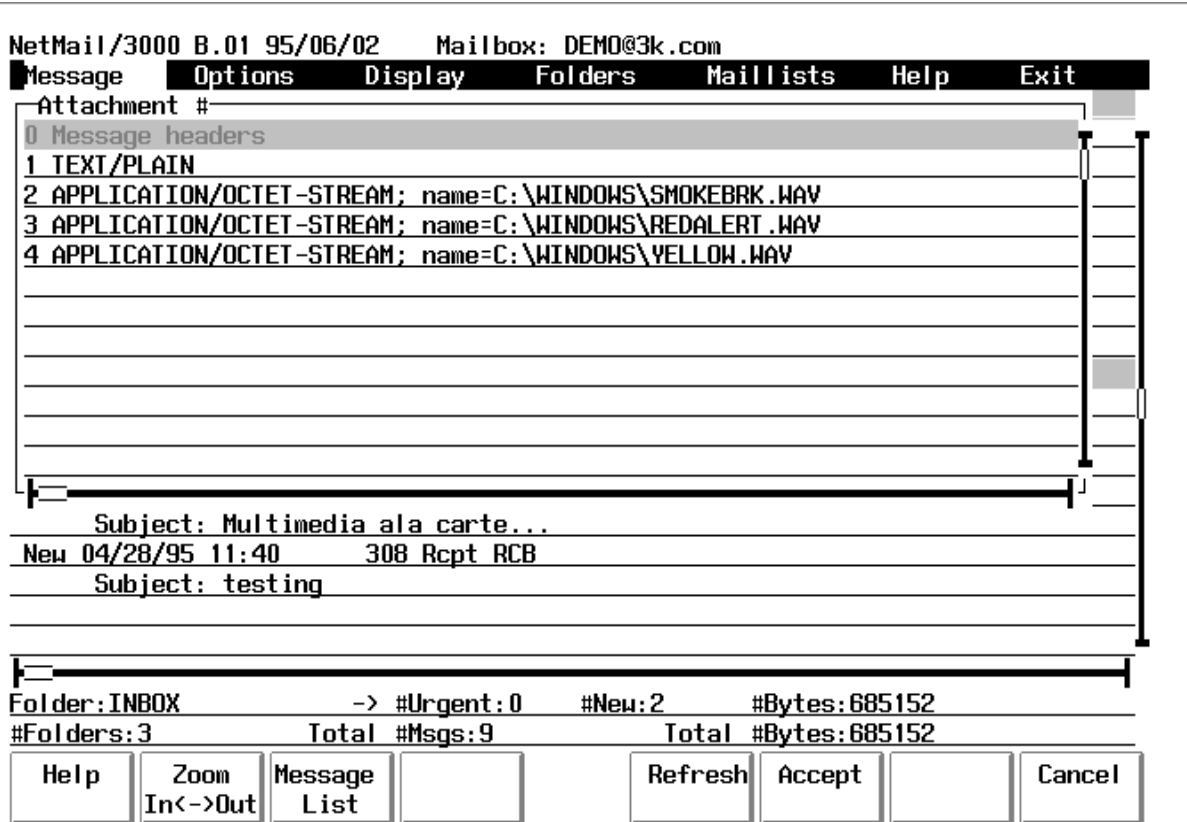 NetMail/3000 B.01 95/06/02 Mailbox: DEMO@3k.com
Message Options Display Folders Maillists Help Exit
Attachment #
0 Message headers
1 TEXT/PLAIN
2 APPLICATION/OCTET-STREAM; name=C:\WINDOWS\SMOKEBRK.WAV
3 APPLICATION/OCTET-STREAM; name=C:\WINDOWS\REDALERT.WAV
4 APPLICATION/OCTET-STREAM; name=C:\WINDOWS\YELLOW.WAV
Subject: Multimedia ala carte...
New 04/28/95 11:40 308 Rcpt RCB
Subject: testing
Folder:INBOX -> #Urgent:0 #New:2 #Bytes:685152
#Folders:3 Total #Msgs:9 Total #Bytes:685152
Help Zoom Message Refresh Accept Cancel
In<->Out List